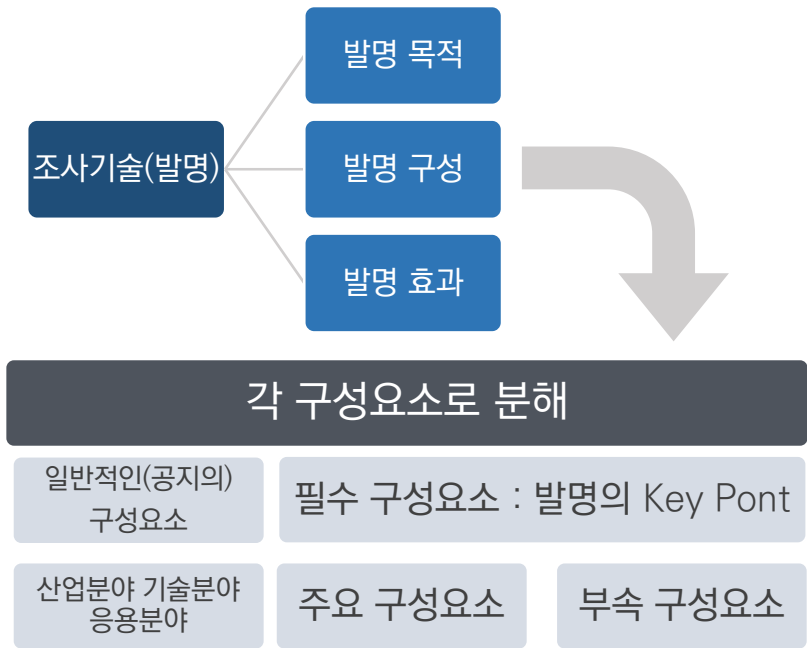 발명 목적
조사기술(발명)
발명 구성
발명 효과
각 구성요소로 분해
일반적인(공지의)
구성요소
필수 구성요소 : 발명의 Key Pont
산업분야 기술분야
응용분야
주요 구성요소
부속 구성요소